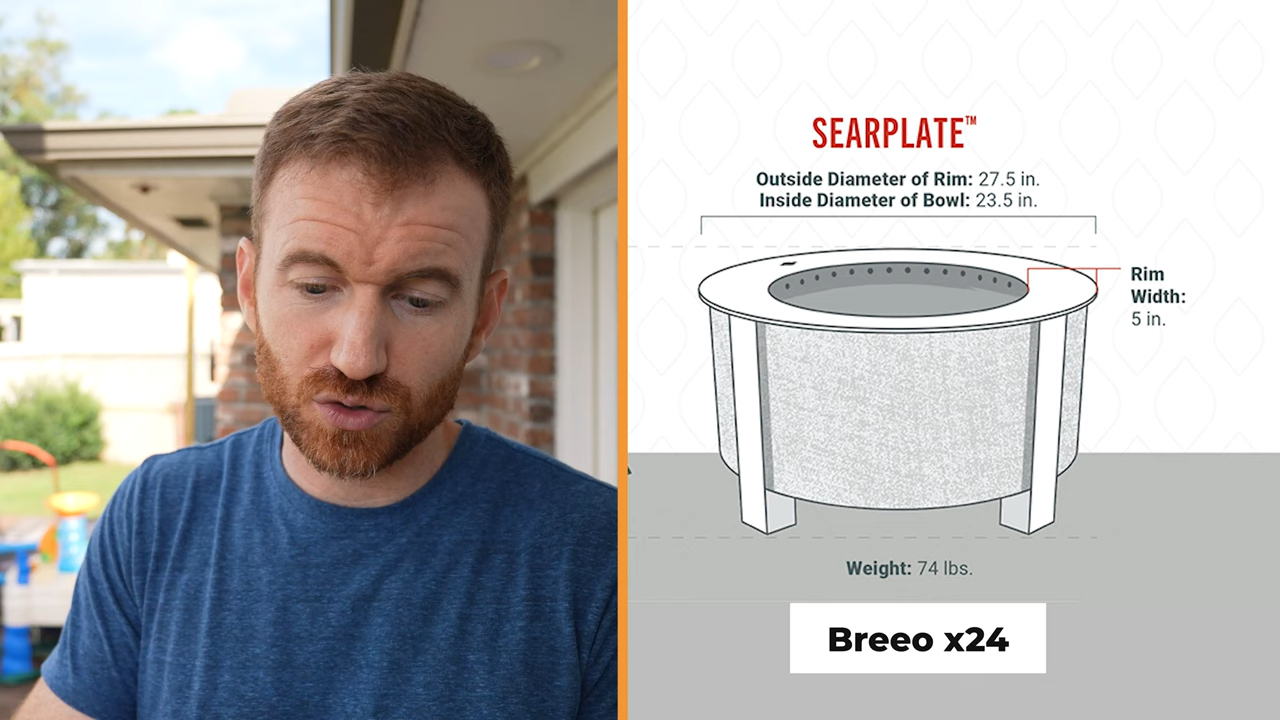 SEARPLATE™
Outside Diameter of Rim: 27.5 in.
Inside Diameter of Bowl: 23.5 in.
Rim
Width:
5 in.
Weight: 74 lbs.
Breeo x24